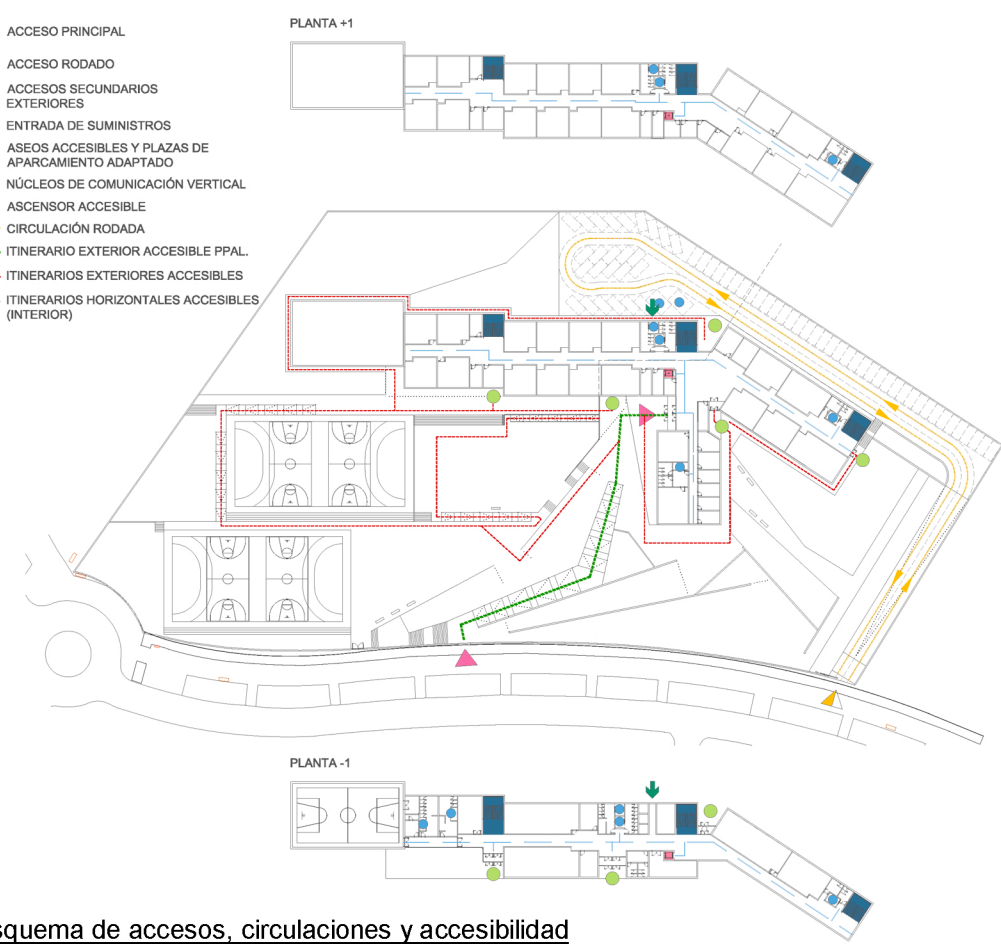 PLANTA +1
ACCESO PRINCIPAL
ACCESO RODADO
ACCESOS SECUNDARIOS
EXTERIORES
ENTRADA DE SUMINISTROS
ASEOS ACCESIBLES Y PLAZAS DE
APARCAMIENTO ADAPTADO
NÚCLEOS DE COMUNICACIÓN VERTICAL
ASCENSOR ACCESIBLE
CIRCULACIÓN RODADA
ITINERARIO EXTERIOR ACCESIBLE PPAL.
ITINERARIOS EXTERIORES ACCESIBLES
ITINERARIOS HORIZONTALES ACCESIBLES
(INTERIOR)
PLANTA -1
squema de accesos, circulaciones y accesibilidad